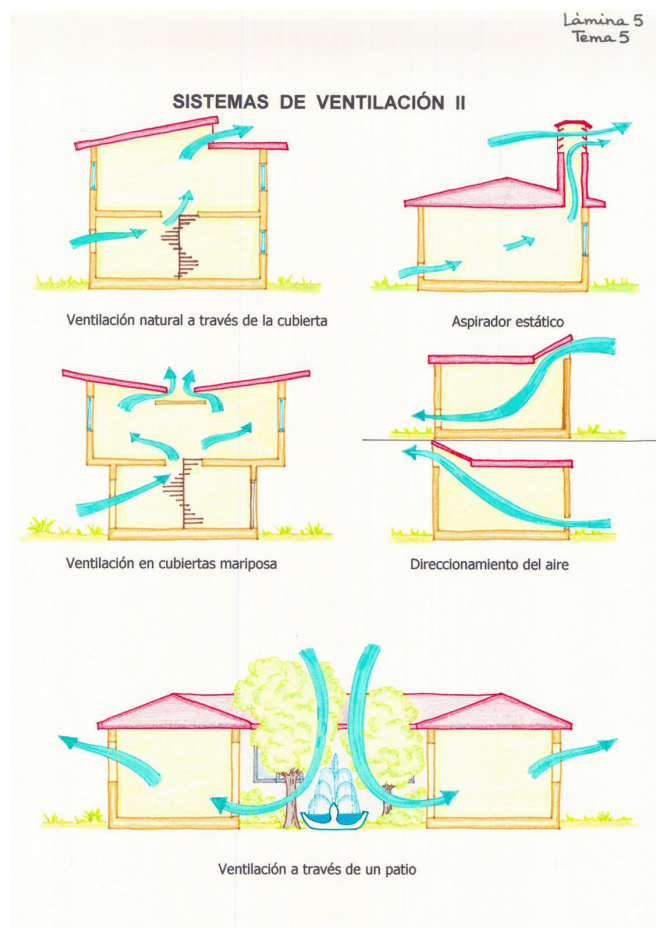 Lámina 5
Tema 5
SISTEMAS DE VENTILACIÓN II
Ventilación natural a través de la cubierta
Aspirador estático
Ventilación en cubiertas mariposa
Direccionamiento del aire
Ventilación a través de un patio